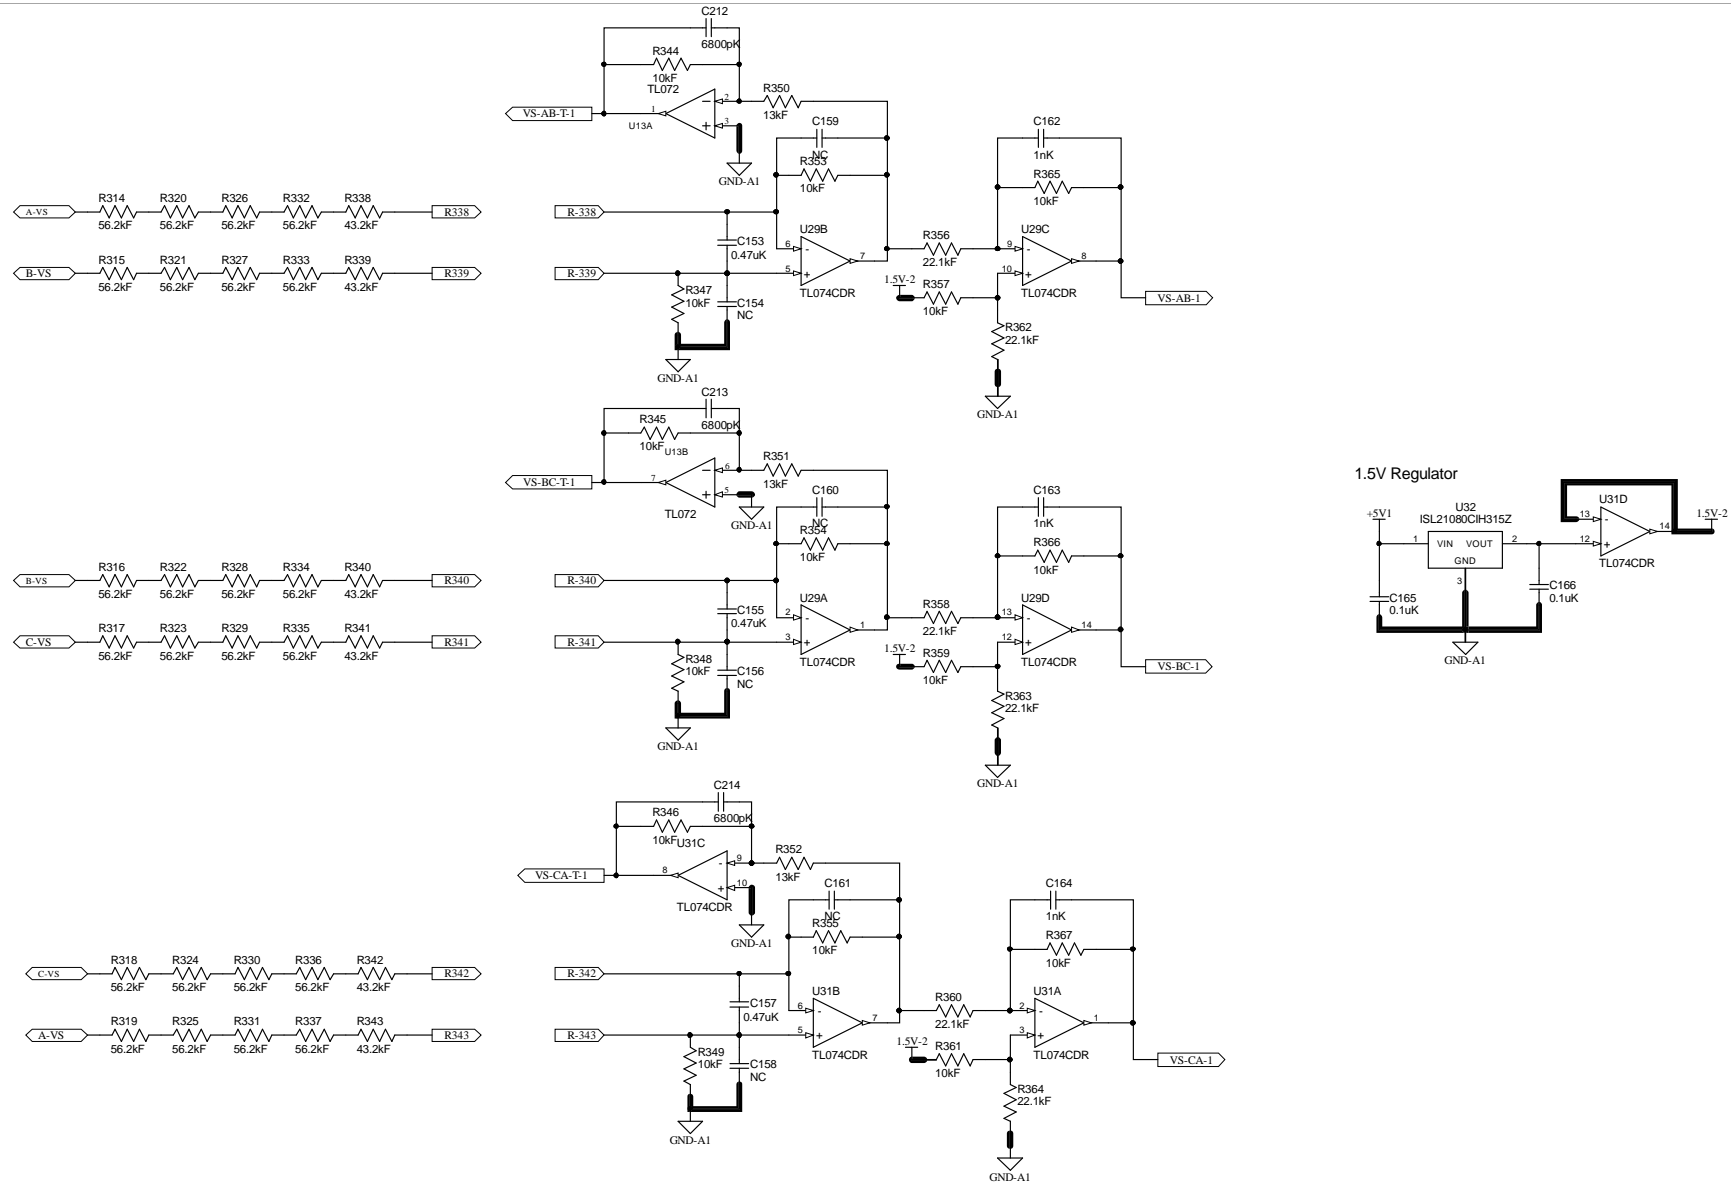 C212
6800pK
R344
10kF
TL072
R350
13kF
VS-AB-T-1
1
U13A
2
3
GND-A1
C159
NC
R353
10kF
C162
1nK
R365
10kF
A-VS
R314
56.2kF
R320
56.2kF
R326
56.2kF
R332
56.2kF
R338
43.2kF
R338
R-338
C153
0.47uK
U29B
6
5
7
TL074CDR
R356
22.1kF
U29C
9
10
8
TL074CDR
B-VS
R315
56.2kF
R321
56.2kF
R327
56.2kF
R333
56.2kF
R339
43.2kF
R339
R-339
R347
10kF
C154
NC
1.5V-2
R357
10kF
VS-AB-1
R362
22.1kF
GND-A1
GND-A1
C213
6800pK
R345
10kF
U13B
R351
13kF
VS-BC-T-1
7
6
5
TL072
GND-A1
C160
NC
R354
10kF
C163
1nK
R366
10kF
B-VS
R316
56.2kF
R322
56.2kF
R328
56.2kF
R334
56.2kF
R340
43.2kF
R340
R-340
C155
0.47uK
U29A
2
3
1
TL074CDR
R358
22.1kF
U29D
13
12
14
TL074CDR
C-VS
R317
56.2kF
R323
56.2kF
R329
56.2kF
R335
56.2kF
R341
43.2kF
R341
R-341
R348
10kF
C156
NC
1.5V-2
R359
10kF
VS-BC-1
R363
22.1kF
GND-A1
GND-A1
1.5V Regulator
+5V1
U32
ISL21080CIH315Z
1
VIN VOUT
GND
2
3
U31D
13
12
14
TL074CDR
1.5V-2
C165
0.1uK
C166
0.1uK
GND-A1
C214
6800pK
R346
10kF
U31C
R352
13kF
VS-CA-T-1
8
9
10
TL074CDR
GND-A1
C161
NC
R355
10kF
C164
1nK
R367
10kF
C-VS
R318
56.2kF
R324
56.2kF
R330
56.2kF
R336
56.2kF
R342
43.2kF
R342
R-342
C157
0.47uK
U31B
6
5
7
TL074CDR
R360
22.1kF
U31A
2
3
1
TL074CDR
A-VS
R319
56.2kF
R325
56.2kF
R331
56.2kF
R337
56.2kF
R343
43.2kF
R343
R-343
R349
10kF
C158
NC
1.5V-2
R361
10kF
VS-CA-1
R364
22.1kF
GND-A1
GND-A1